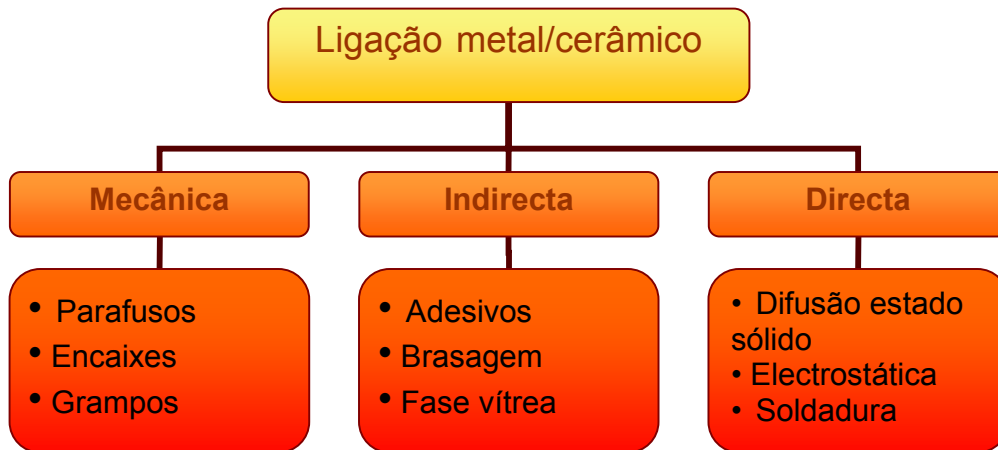 Ligação metal/cerâmico
Mecânica
Indirecta
Directa
• Parafusos
• Encaixes
• Grampos
• Adesivos
• Brasagem
• Fase vítrea
• Difusão estado
sólido
• Electrostática
• Soldadura